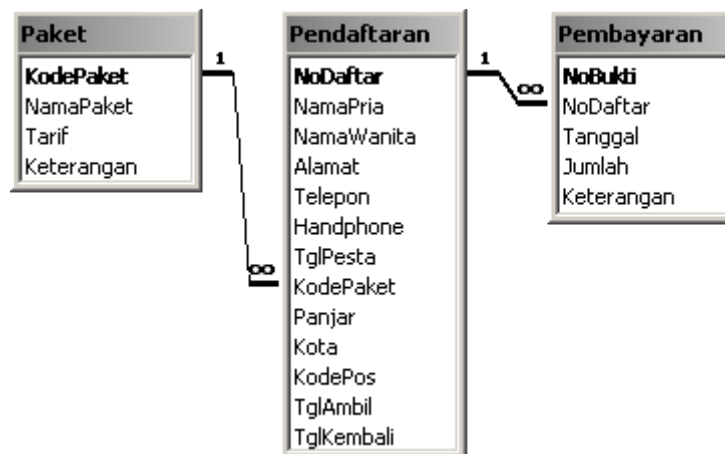 Paket
KodePaket
NamaPaket
Tarif
Keterangan
1
∞
Pendaftaran
NoDaftar
NamaPria
NamaWanita
Alamat
Telepon
Handphone
TglPesta
KodePaket
Panjar
Kota
KodePos
TglAmbil
TglKembali
1
∞
Pembayaran
NoBukti
NoDaftar
Tanggal
Jumlah
Keterangan